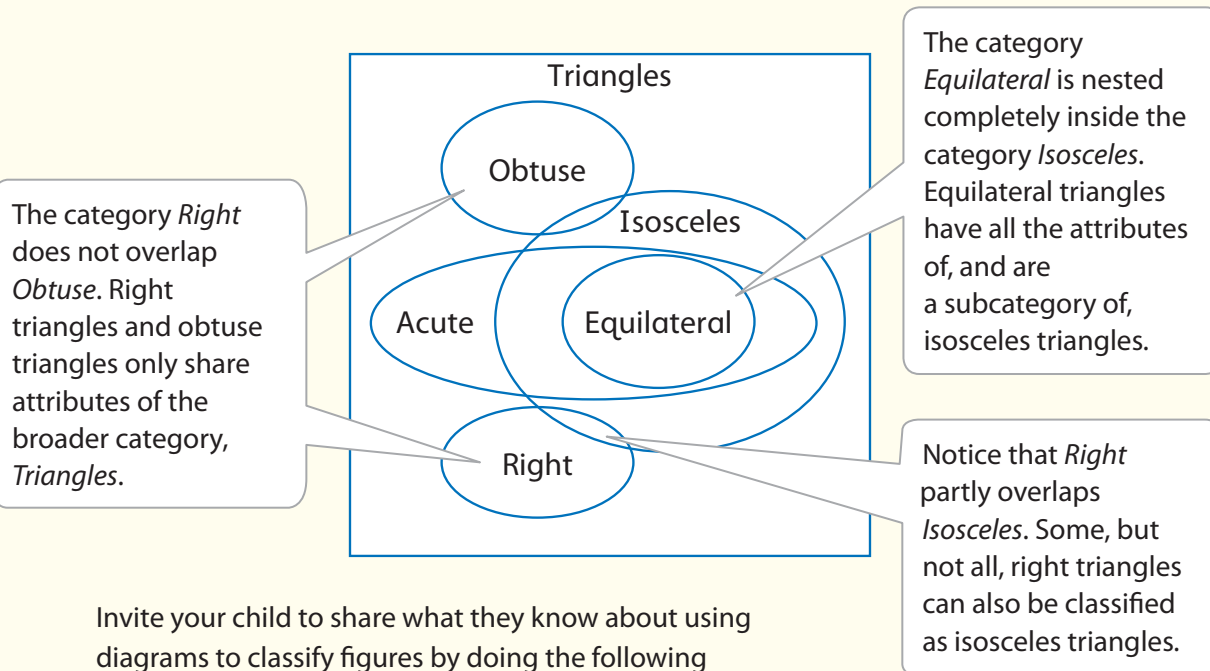 Triangles
Obtuse
Isosceles
Acute
Equilateral
Right
The category Right
does not overlap
Obtuse. Right
triangles and obtuse
triangles only share
attributes of the
broader category,
Triangles.
The category
Equilateral is nested
completely inside the
category Isosceles.
Equilateral triangles
have all the attributes
of, and are
a subcategory of,
isosceles triangles.
Notice that Right
partly overlaps
Isosceles. Some, but
not all, right triangles
can also be classified
as isosceles triangles.
Invite your child to share what they know about using
diagrams to classify figures by doing the following